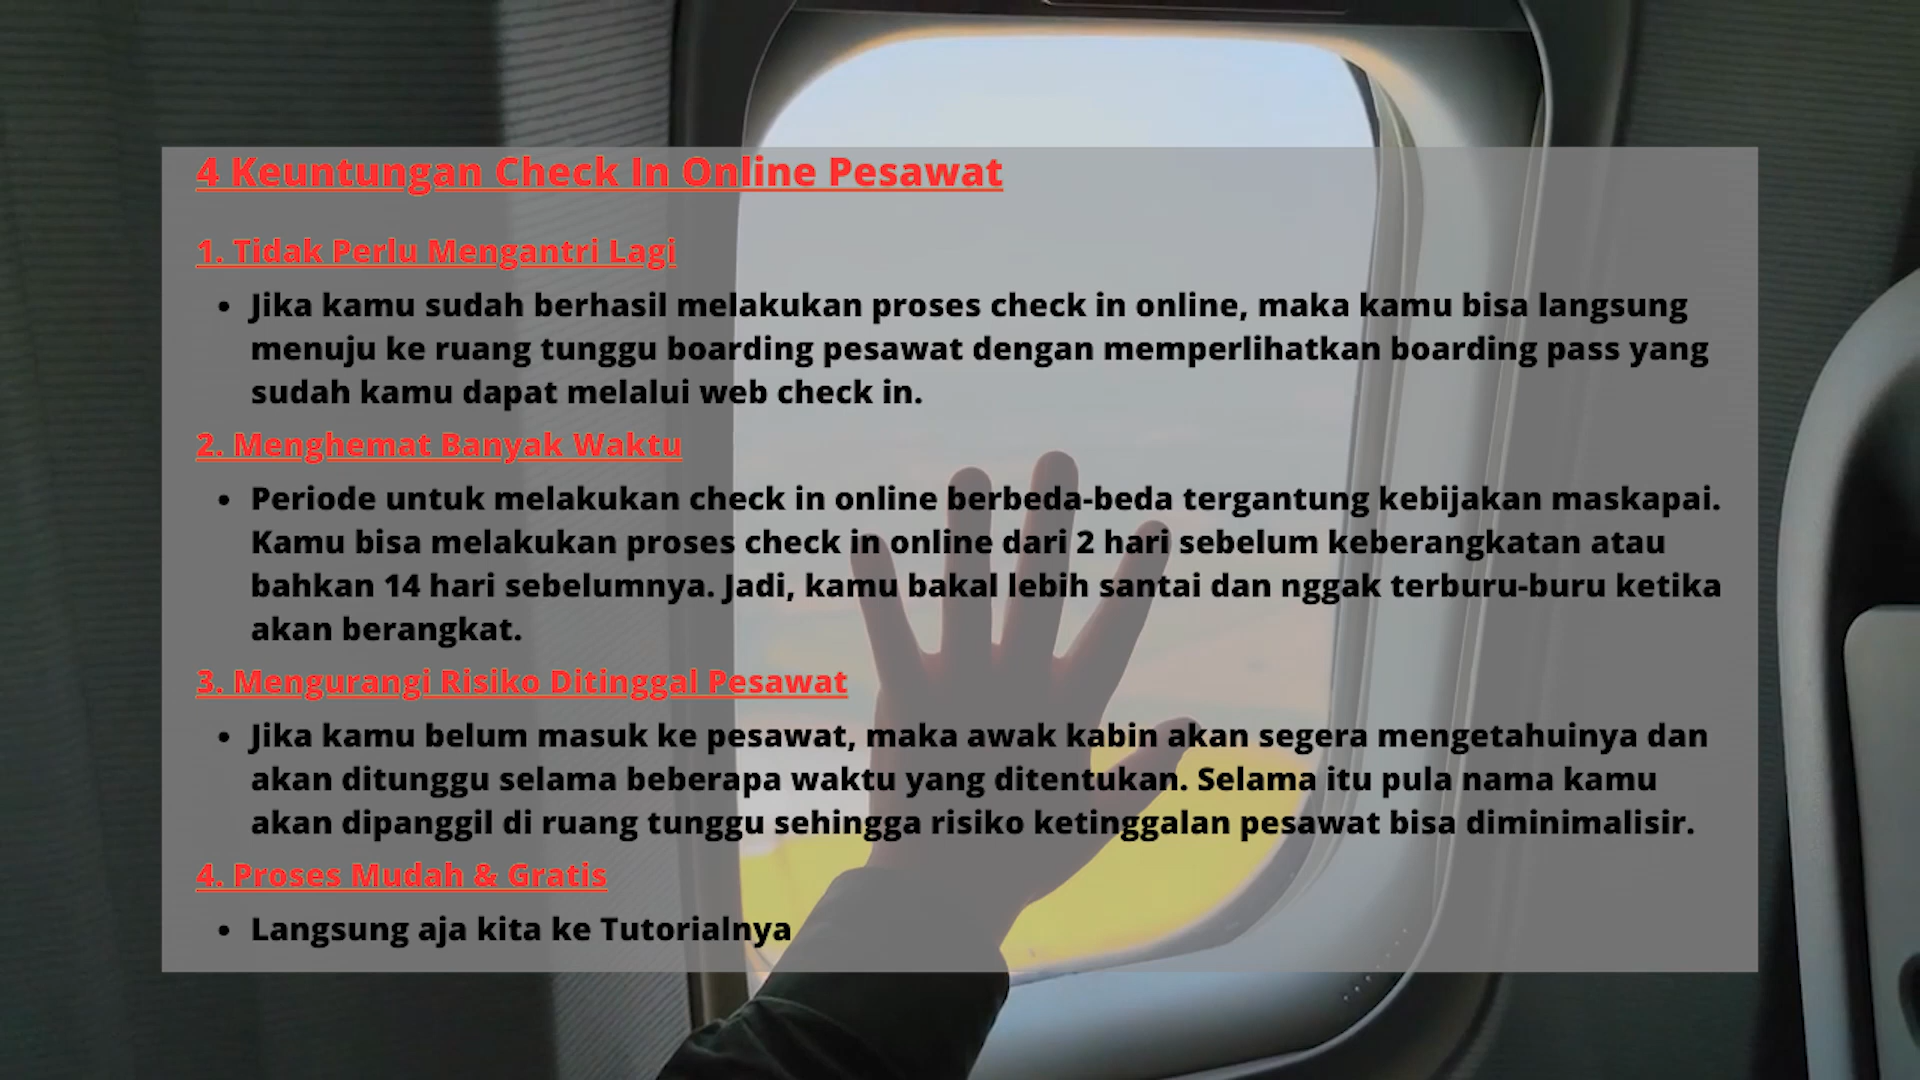 4 Keuntungan Check In Online Pesawat
1. Tidak Perlu Mengantri Lagi
• Jika kamu sudah berhasil melakukan proses check in online, maka kamu bisa langsung
menuju ke ruang tunggu boarding pesawat dengan memperlihatkan boarding pass yang
sudah kamu dapat melalui web check in.
2. Menghemat Banyak Waktu
• Periode untuk melakukan check in online berbeda-beda tergantung kebijakan maskapai.
Kamu bisa melakukan proses check in online dari 2 hari sebelum keberangkatan atau
bahkan 14 hari sebelumnya. Jadi, kamu bakal lebih santai dan nggak terburu-buru ketika
akan berangkat.
3. Mengurangi Risiko Ditinggal Pesawat
• Jika kamu belum masuk ke pesawat, maka awak kabin akan segera mengetahuinya dan
akan ditunggu selama beberapa waktu yang ditentukan. Selama itu pula nama kamu
akan dipanggil di ruang tunggu sehingga risiko ketinggalan pesawat bisa diminimalisir.
4. Proses Mudah & Gratis
• Langsung aja kita ke Tutorialnya